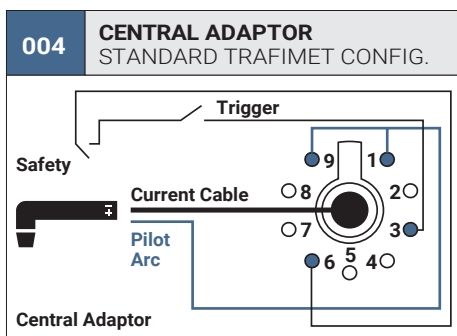 004
CENTRAL ADAPTOR
STANDARD TRAFIMET CONFIG.
Trigger
Safety
9
1
8
2
Current Cable
7
3
Pilot
Arc
6
5
4
Central Adaptor